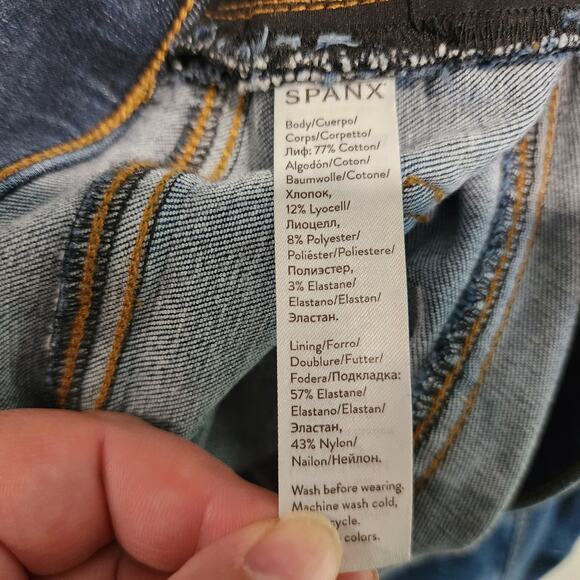 SPANX
Body/Cuerpo/
Corps/Corpetto/
Лиф: 77% Cotton/
Algodón/Coton/
Baumwolle/Cotone/
Хлопок,
12% Lyocell/
Лиоцелл,
8% Polyester/
Poliéster/Poliestere/
Полиэстер,
3% Elastane/
Elastano/Elastan/
Эластан.
Lining/Forro/
Doublure/Futter/
Fodera/Подкладка:
57% Elastane/
Elastano/Elastan/
Эластан,
43% Nylon/
Nailon/Нейлон.
Wash before wearing.
Machine wash cold,
colors.